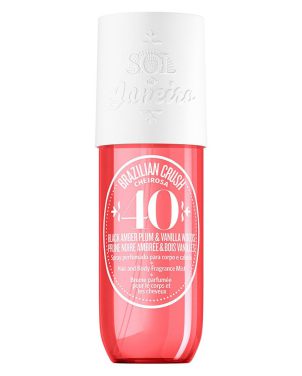 SOL
de
Janeiro
BRAZILIAN CRUSH
CHEIROSA
40
BLACK AMBER PLUM & VANILLA WOODS
PRUNE NOIRE AMBRÉE & BOIS VANILLÉS
Spray perfumado para corpo e cabelo
Hair and Body Fragrance Mist
Brume parfumée
pour le corps et
les cheveux